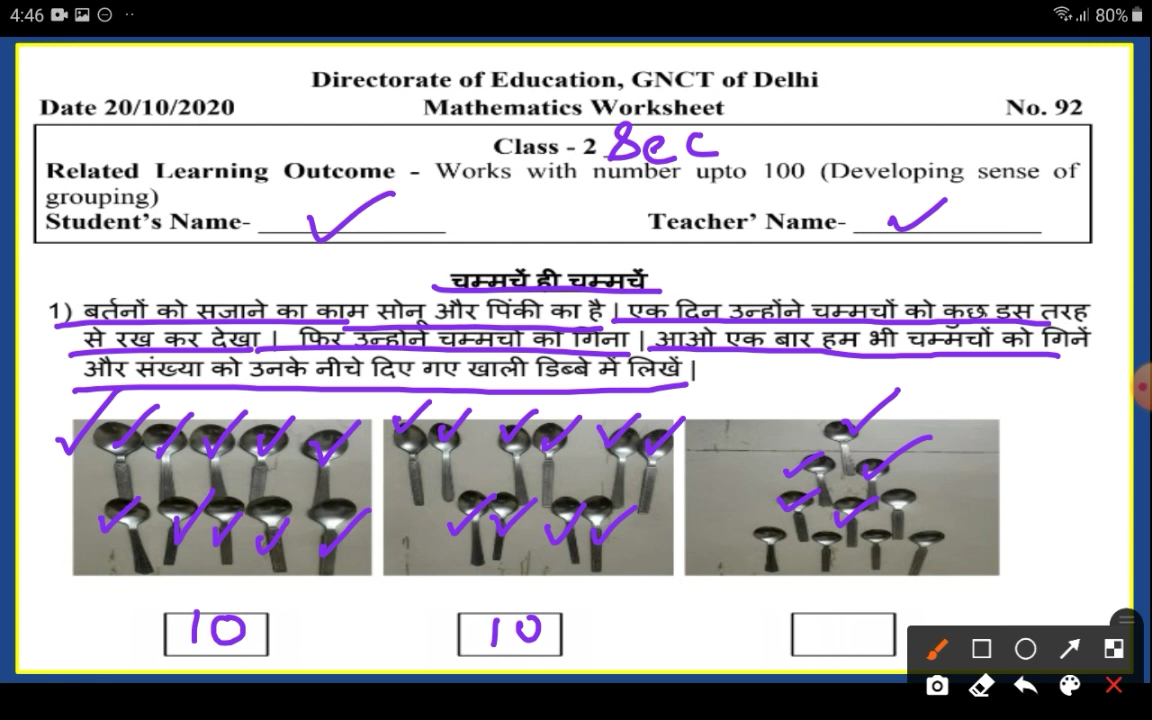 4:46
80%
Directorate of Education, GNCT of Delhi
Date 20/10/2020 Mathematics Worksheet No. 92
Class - 2 Sec
Related Learning Outcome - Works with number upto 100 (Developing sense of
grouping)
Student's Name- Teacher' Name-
चम्मचें ही चम्मचें
1) बर्तनों को सजाने का काम सोनू और पिंकी का है | एक दिन उन्होंने चम्मचों को कुछ इस तरह
से रख कर देखा | फिर उन्होंने चम्मचों को गिना | आओ एक बार हम भी चम्मचों को गिनें
और संख्या को उनके नीचे दिए गए खाली डिब्बे में लिखें |
10 10